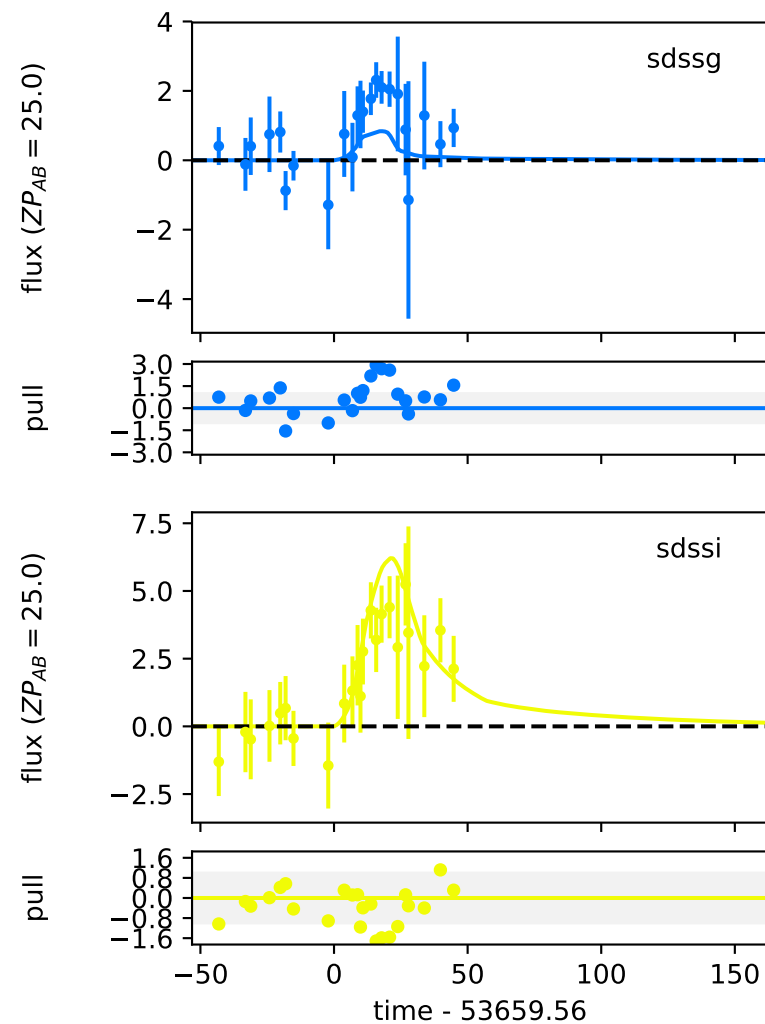 4
2
0
−2
−4
flux (ZP_AB = 25.0)
sdssg
3.0
1.5
0.0
−1.5
−3.0
pull
7.5
5.0
2.5
0.0
−2.5
flux (ZP_AB = 25.0)
sdssi
1.6
0.8
0.0
−0.8
−1.6
pull
−50 0 50 100 150
time - 53659.56